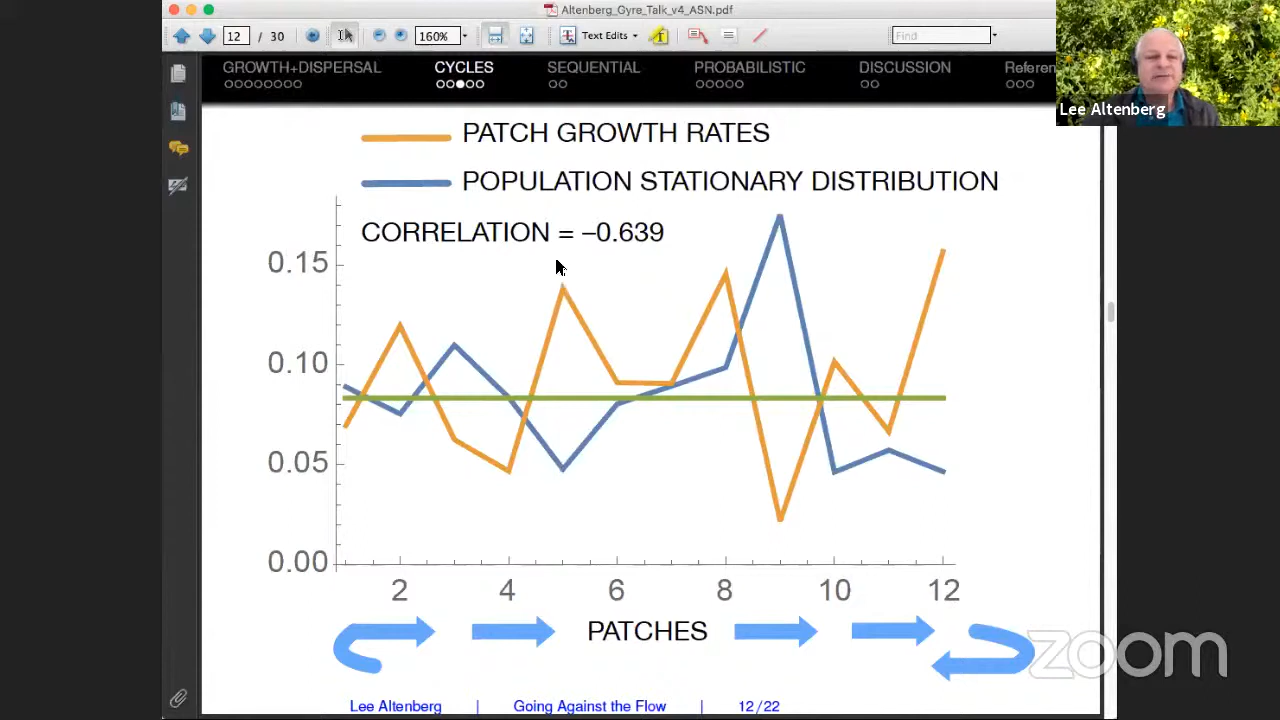 Altenberg_Gyre_Talk_v4_ASN.pdf
12 / 30 160% Text Edits Find
GROWTH+DISPERSAL CYCLES SEQUENTIAL PROBABILISTIC DISCUSSION Referen
Lee Altenberg
PATCH GROWTH RATES
POPULATION STATIONARY DISTRIBUTION
CORRELATION = −0.639
0.15
0.10
0.05
0.00
2 4 6 8 10 12
PATCHES
zoom
Lee Altenberg | Going Against the Flow | 12/22